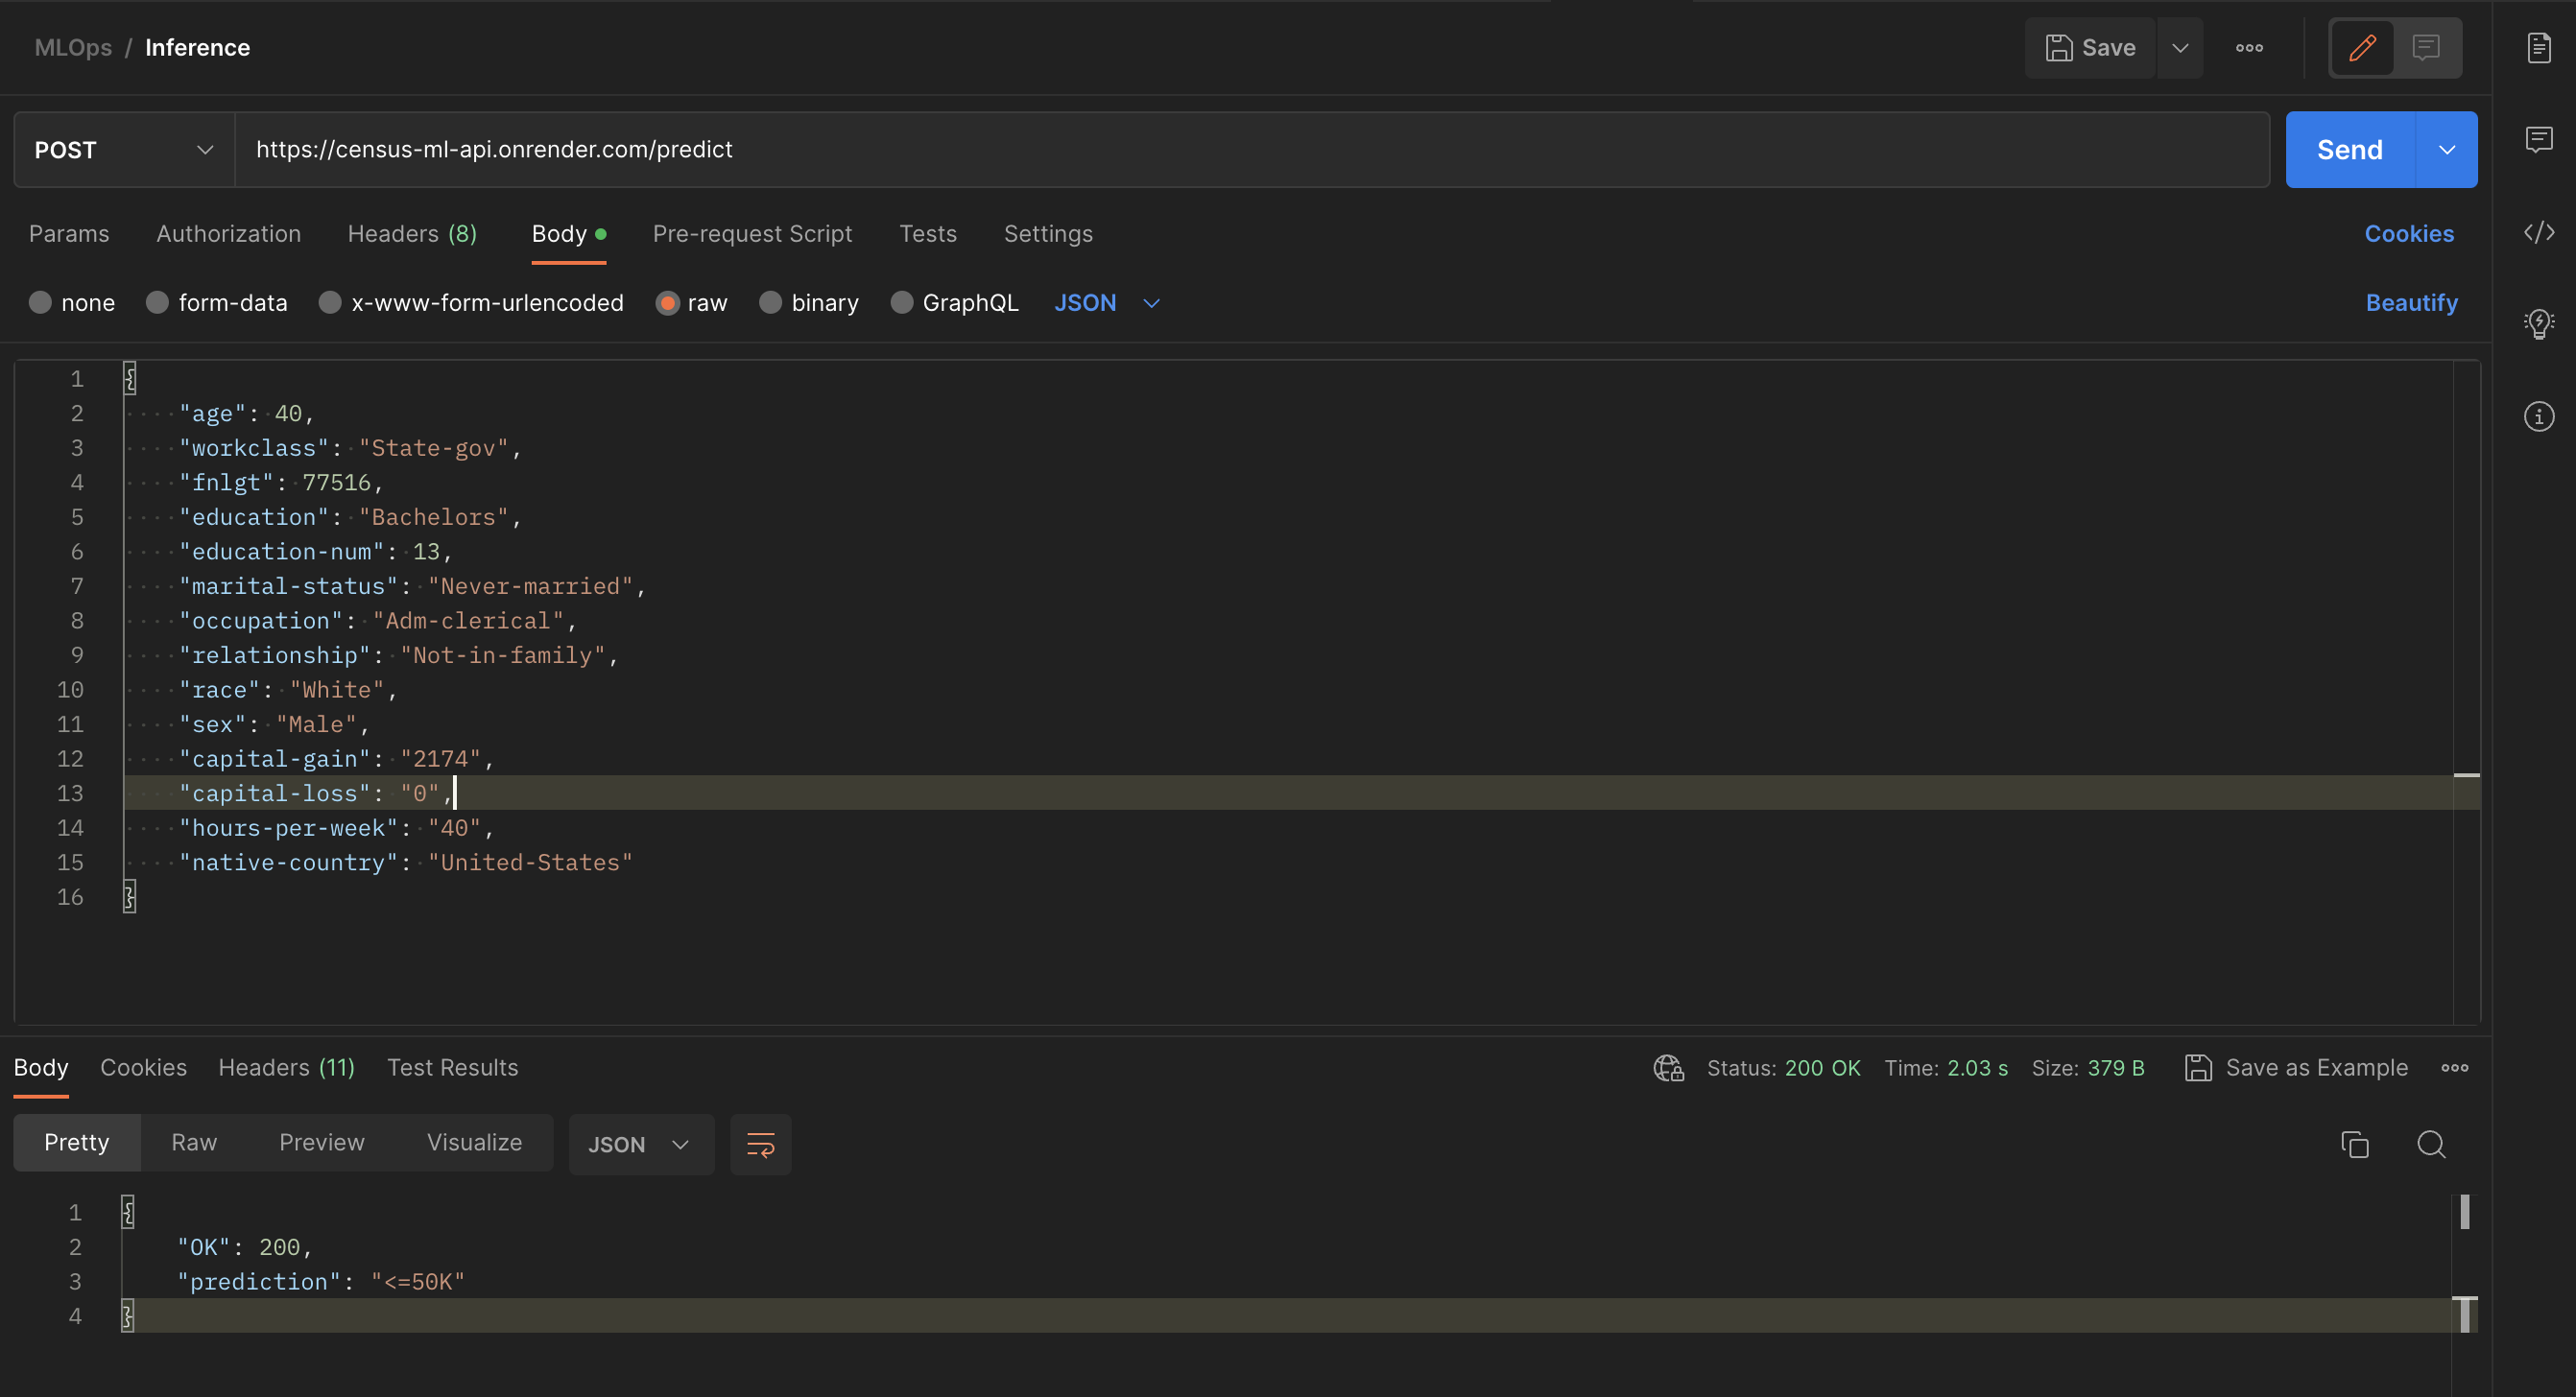 MLOps / Inference
Save
POST
https://census-ml-api.onrender.com/predict
Send
Params Authorization Headers (8) Body Pre-request Script Tests Settings Cookies
none form-data x-www-form-urlencoded raw binary GraphQL JSON Beautify
1 {
2 "age": 40,
3 "workclass": "State-gov",
4 "fnlgt": 77516,
5 "education": "Bachelors",
6 "education-num": 13,
7 "marital-status": "Never-married",
8 "occupation": "Adm-clerical",
9 "relationship": "Not-in-family",
10 "race": "White",
11 "sex": "Male",
12 "capital-gain": "2174",
13 "capital-loss": "0",
14 "hours-per-week": "40",
15 "native-country": "United-States"
16 }
Body Cookies Headers (11) Test Results Status: 200 OK Time: 2.03 s Size: 379 B Save as Example
Pretty Raw Preview Visualize JSON
1 {
2 "OK": 200,
3 "prediction": "<=50K"
4 }